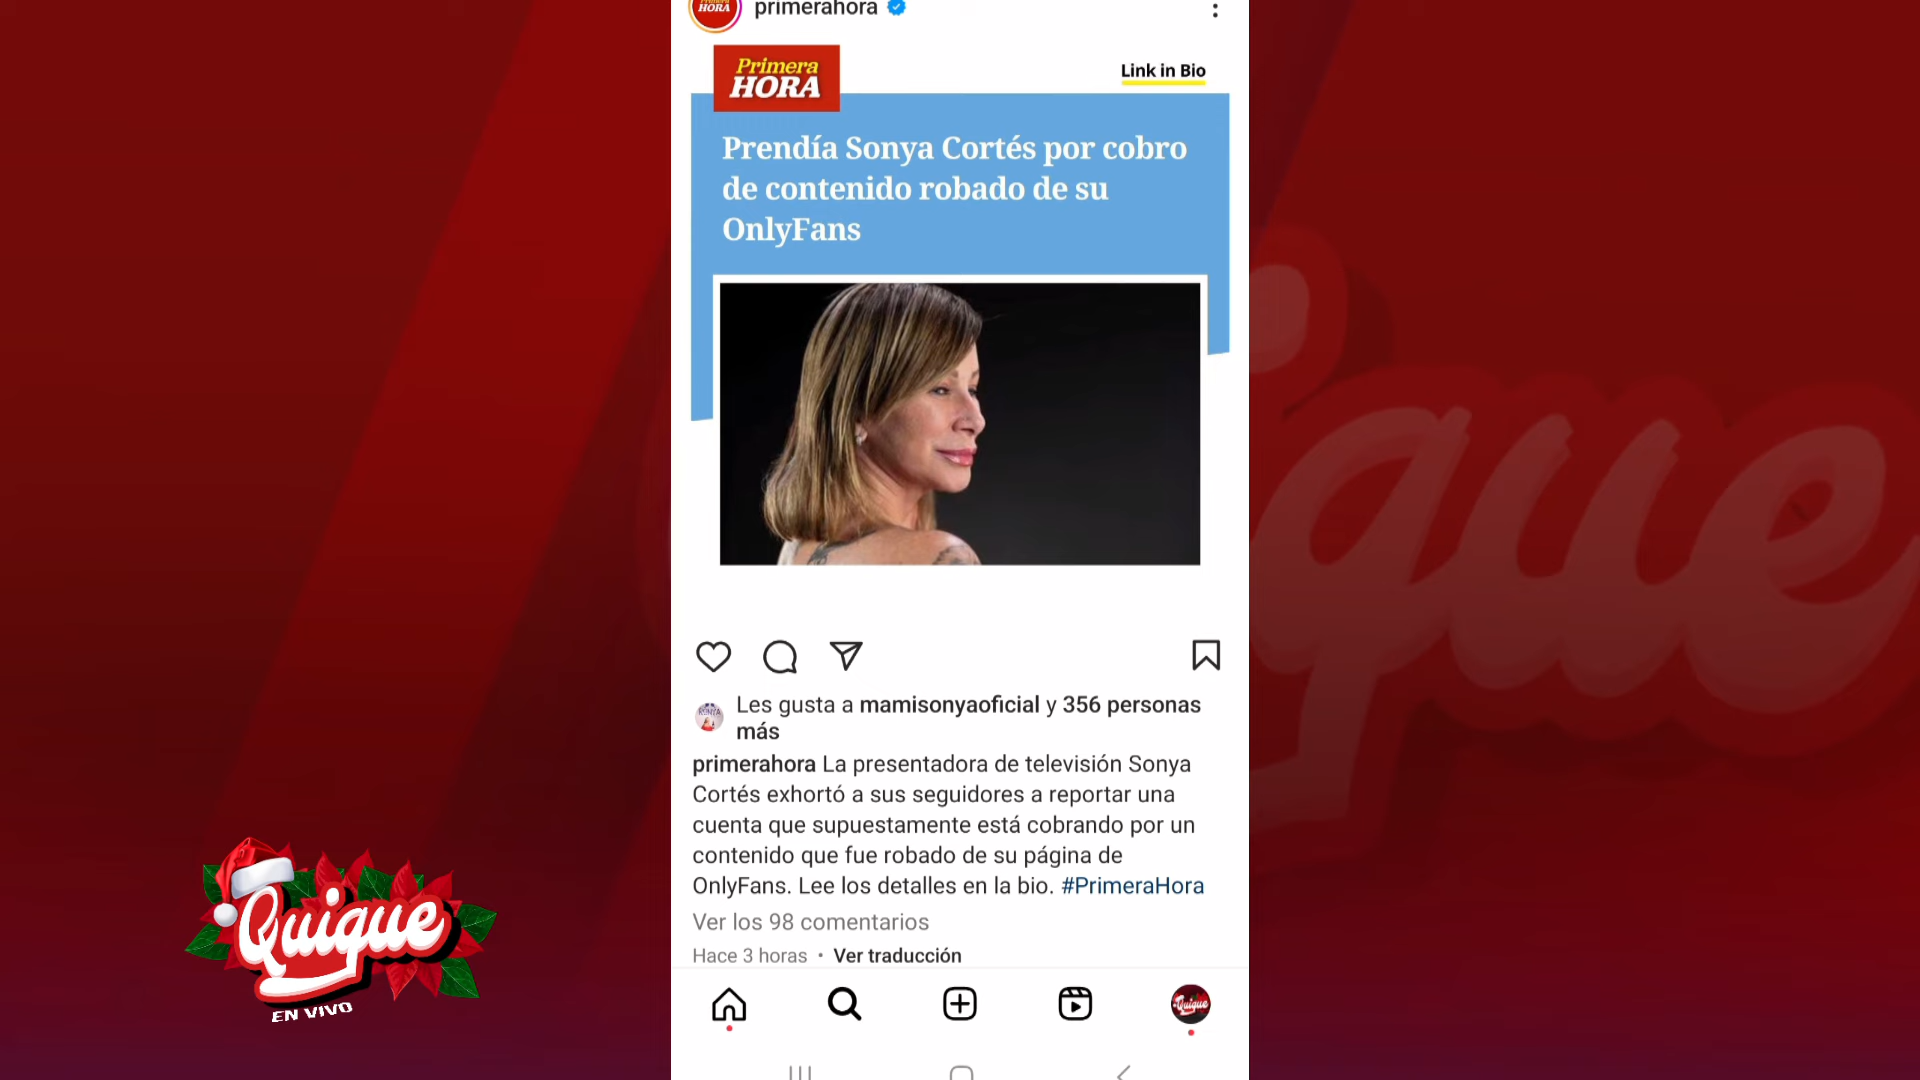 Primera
HORA
primerahora
Primera
HORA
Link in Bio
Prendía Sonya Cortés por cobro
de contenido robado de su
OnlyFans
Les gusta a mamisonyaoficial y 356 personas
más
primerahora La presentadora de televisión Sonya
Cortés exhortó a sus seguidores a reportar una
cuenta que supuestamente está cobrando por un
contenido que fue robado de su página de
OnlyFans. Lee los detalles en la bio. #PrimeraHora
Ver los 98 comentarios
Hace 3 horas • Ver traducción
Quique
EN VIVO
Quique